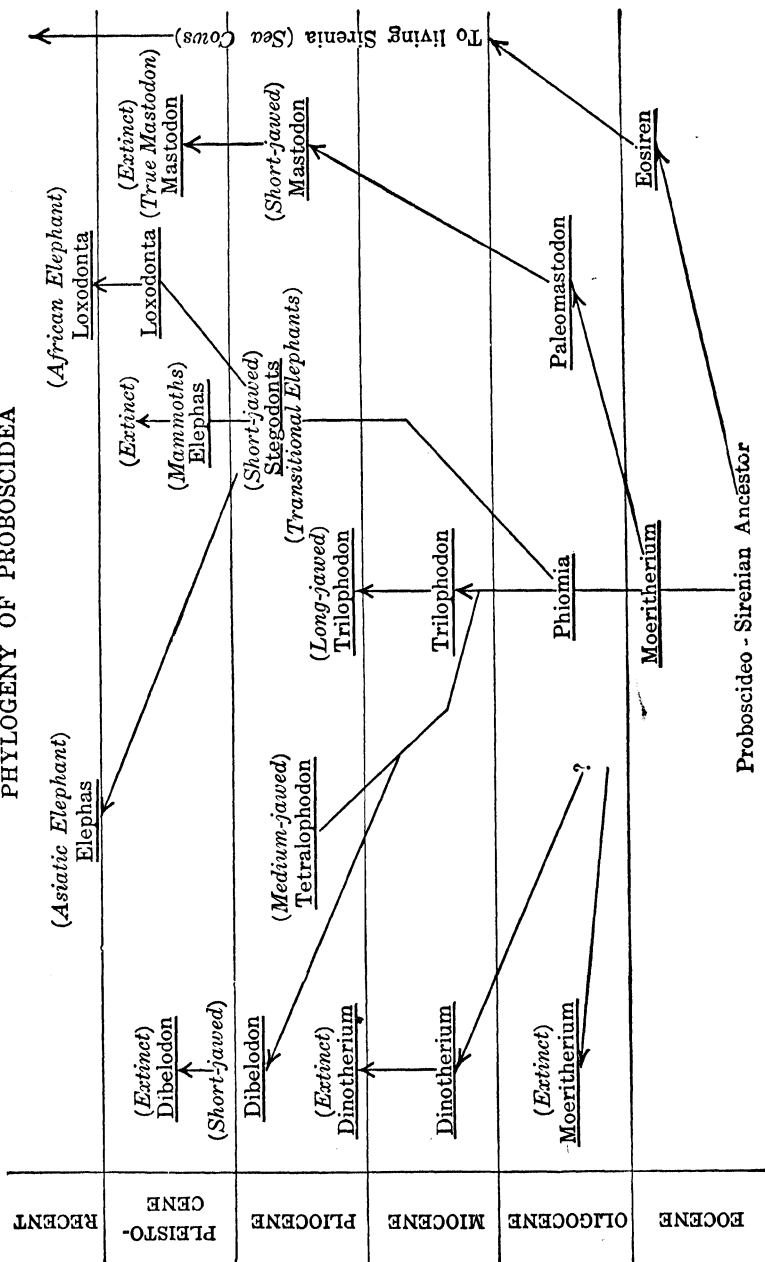 PHYLOGENY OF PROBOSCIDEA
RECENT
(Asiatic Elephant)
Elephas
(African Elephant)
Loxodonta
PLEISTO-
CENE
(Extinct)
Dibelodon
(Short-jawed)
(Extinct)
(Mammoths)
Elephas
Loxodonta
(Extinct)
(True Mastodon)
Mastodon
PLIOCENE
Dibelodon
(Extinct)
Dinotherium
(Medium-jawed)
Tetralophodon
(Long-jawed)
Trilophodon
(Short-jawed)
Stegodonts
(Transitional Elephants)
(Short-jawed)
Mastodon
To living Sirenia (Sea Cows)
MIOCENE
Dinotherium
Trilophodon
OLIGOCENE
(Extinct)
Moeritherium
?
Phiomia
Paleomastodon
EOCENE
Moeritherium
Eosiren
Proboscideo - Sirenian Ancestor